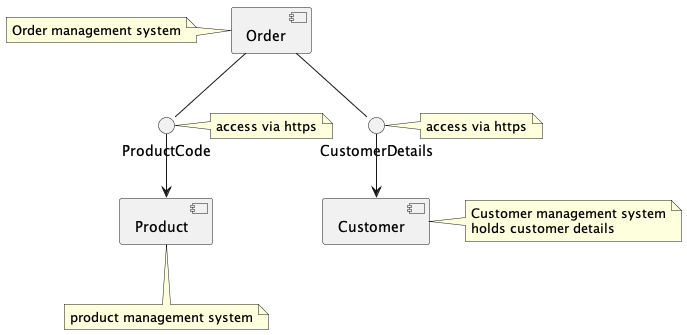 Order management system
Order
access via https
access via https
ProductCode
CustomerDetails
Product
Customer
Customer management system
holds customer details
product management system